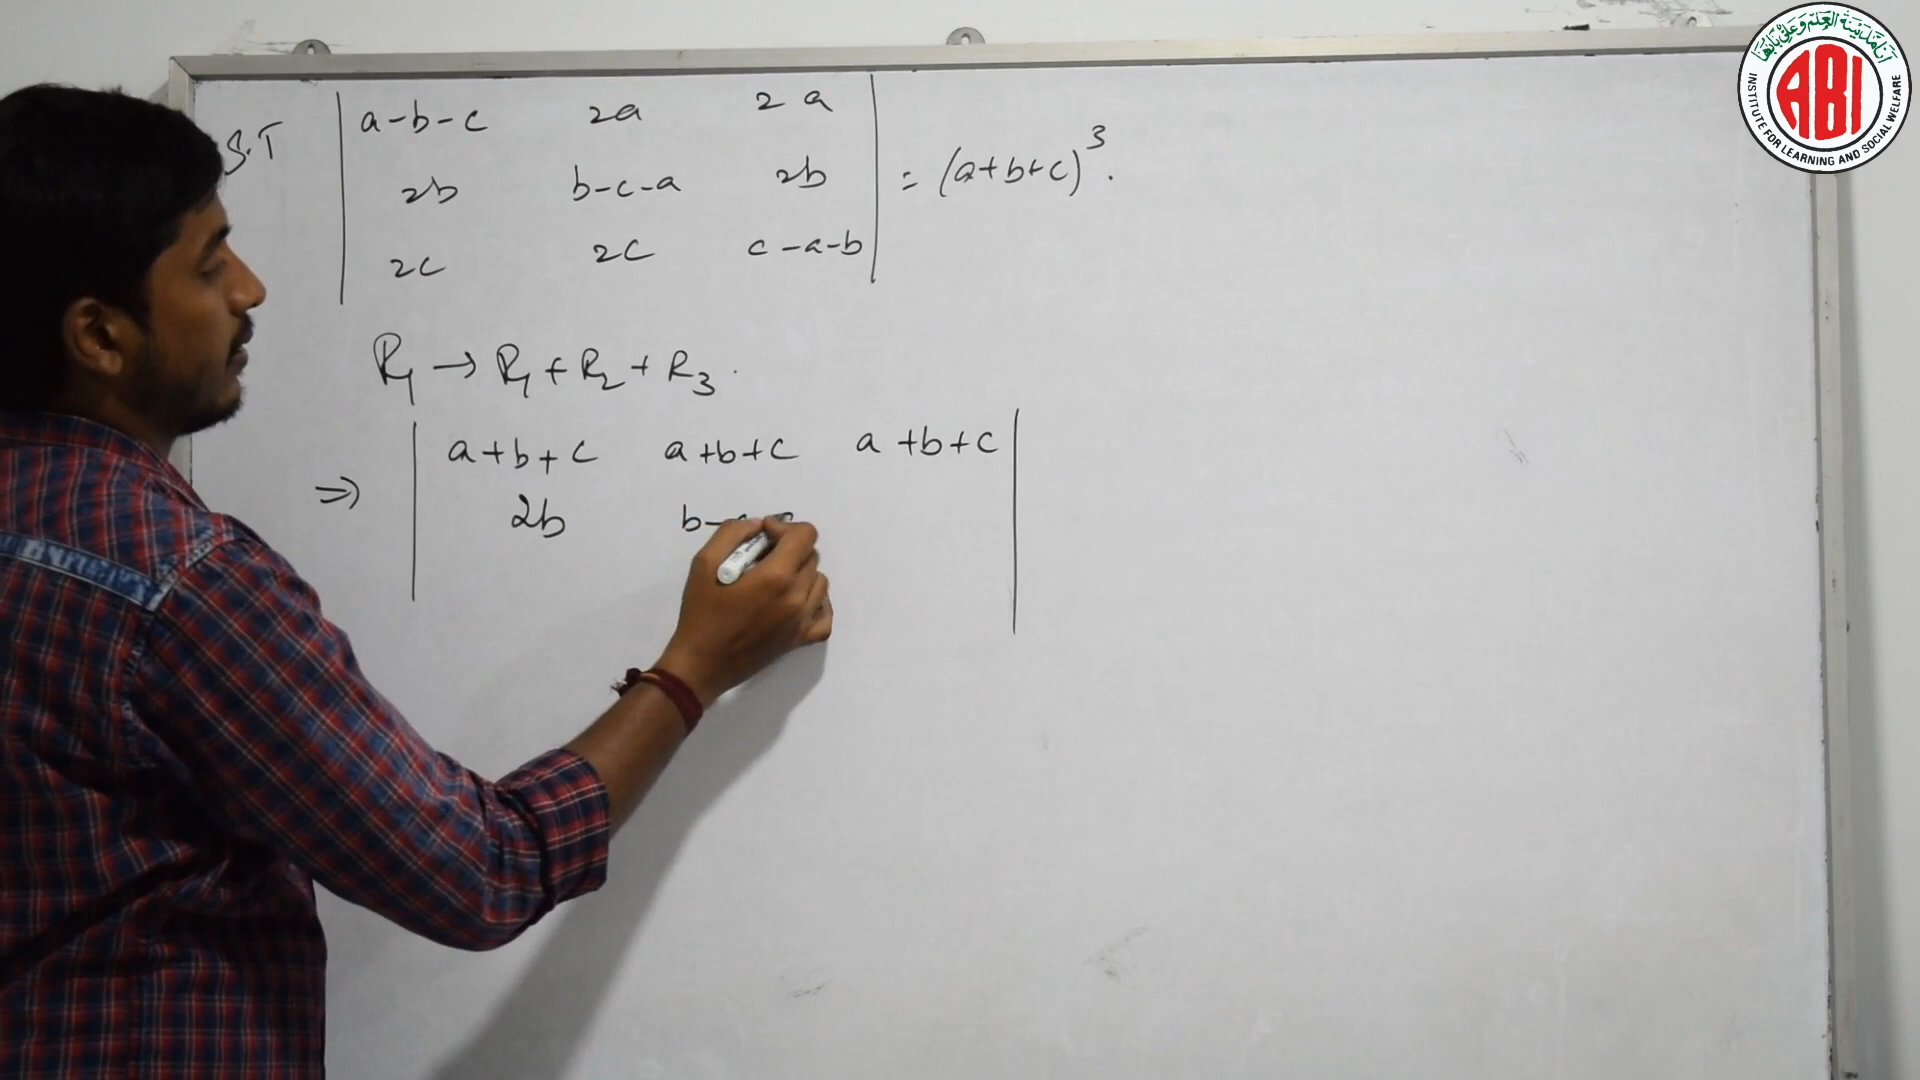 S.T | a-b-c 2a 2a |
| 2b b-c-a 2b | = (a+b+c)³.
| 2c 2c c-a-b |
R₁ → R₁ + R₂ + R₃.
⇒ | a+b+c a+b+c a+b+c |
2b b-
ABI
INSTITUTE FOR LEARNING AND SOCIAL WELFARE